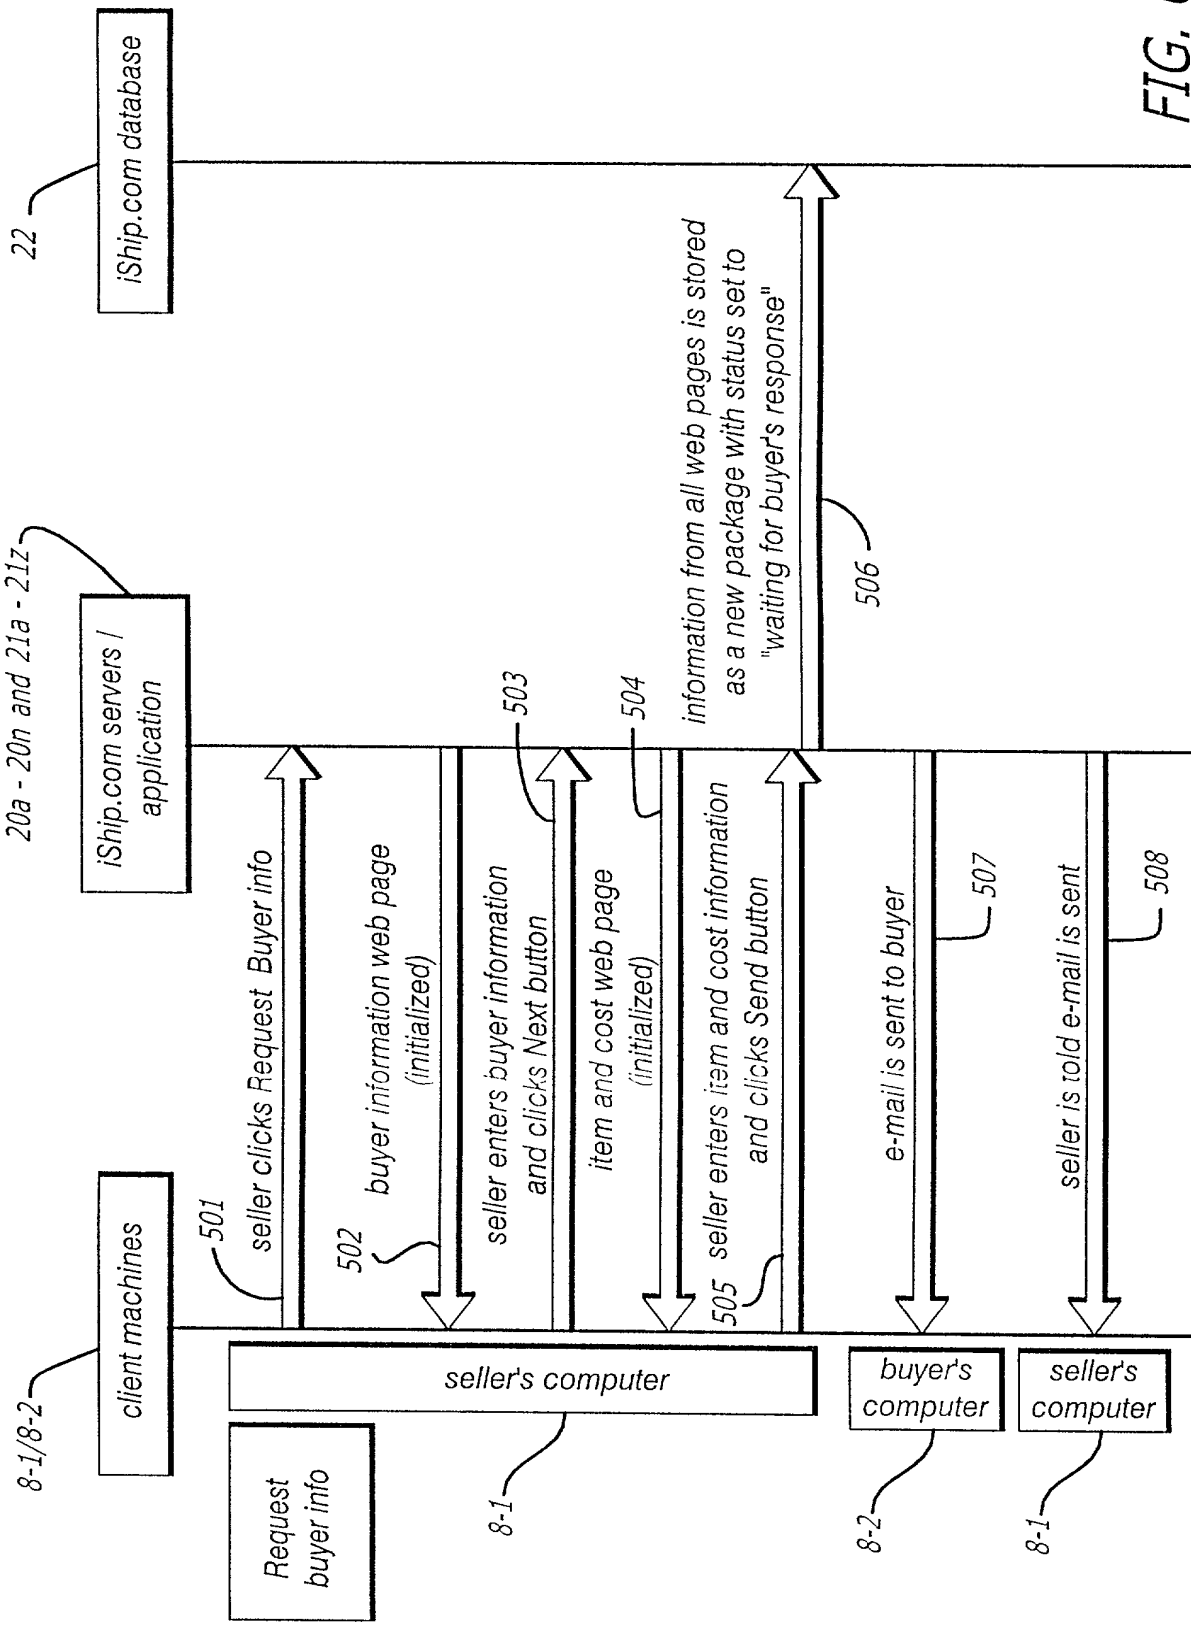 8-1/8-2
client machines
20a - 20n and 21a - 21z
iShip.com servers /
application
22
iShip.com database
Request
buyer info
seller's computer
8-1
501
seller clicks Request Buyer info
502
buyer information web page
(initialized)
seller enters buyer information
and clicks Next button
503
item and cost web page
(initialized)
504
505
seller enters item and cost information
and clicks Send button
information from all web pages is stored
as a new package with status set to
"waiting for buyer's response"
506
buyer's
computer
8-2
e-mail is sent to buyer
507
seller's
computer
8-1
seller is told e-mail is sent
508
FIG.